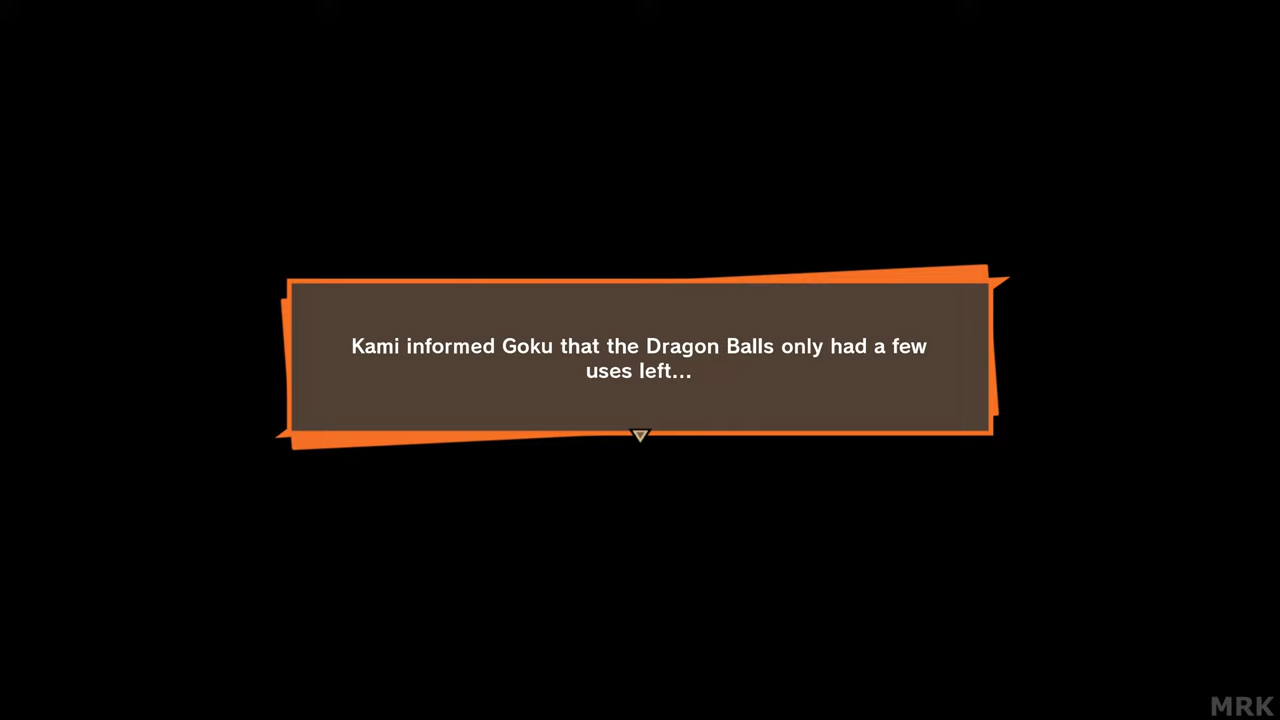 Kami informed Goku that the Dragon Balls only had a few
uses left...
MRK